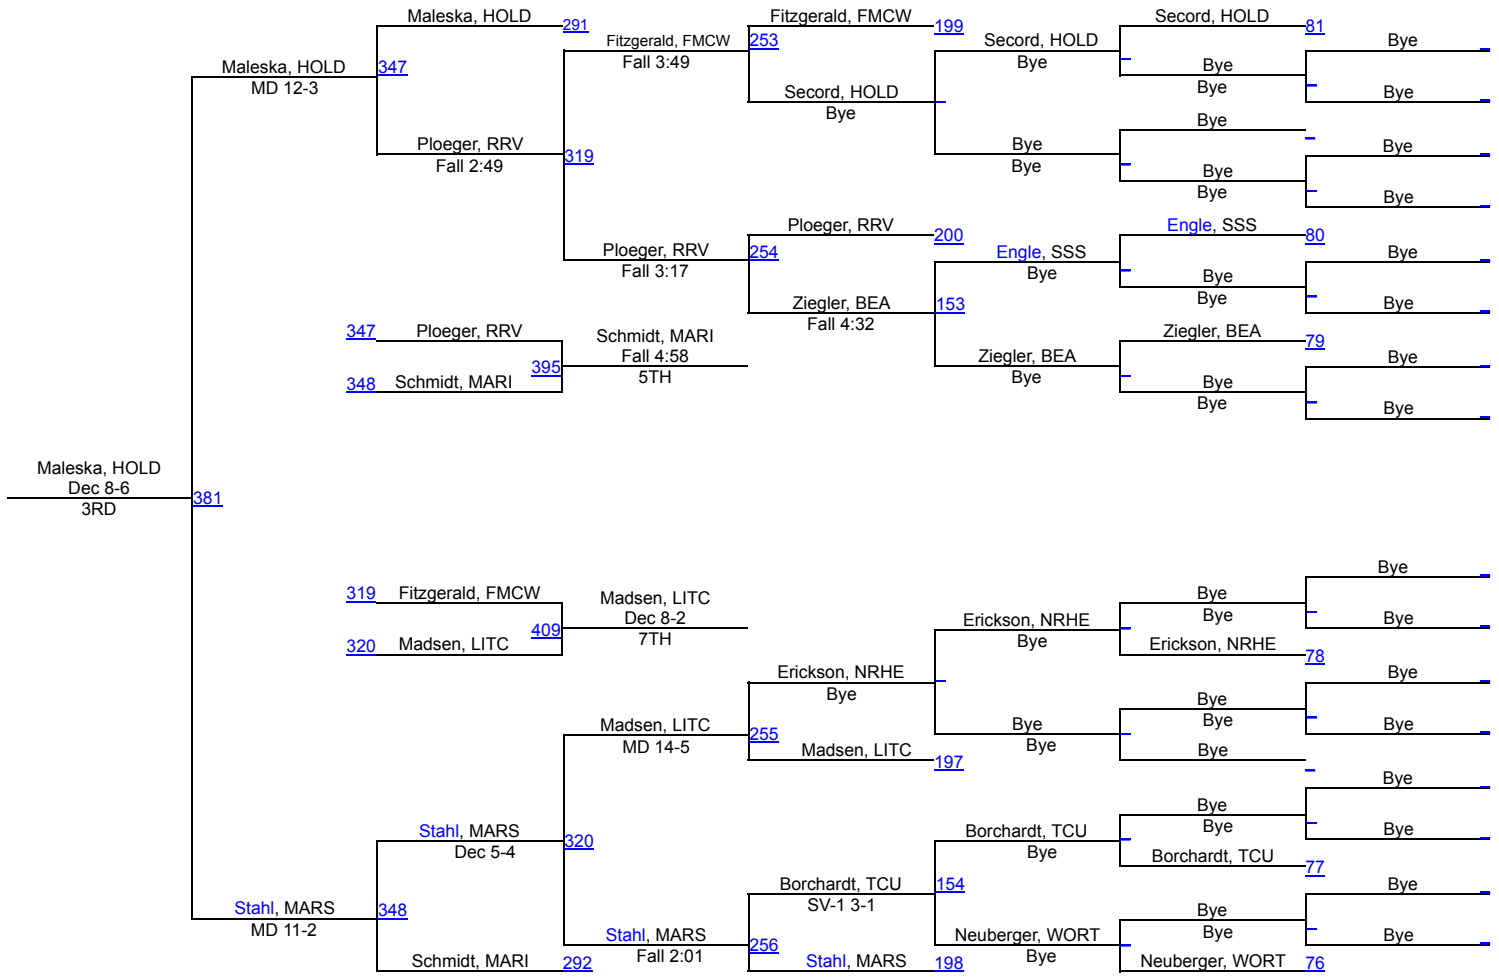 Maleska, HOLD
291
Fitzgerald, FMCW
199
Secord, HOLD
81
Fitzgerald, FMCW
Fall 3:49
253
Secord, HOLD
Bye
Bye
Maleska, HOLD
MD 12-3
347
Bye
Bye
Secord, HOLD
Bye
Bye
Bye
Ploeger, RRV
Fall 2:49
319
Bye
Bye
Bye
Bye
Bye
Bye
Ploeger, RRV
200
Engle, SSS
80
Ploeger, RRV
Fall 3:17
254
Engle, SSS
Bye
Bye
Bye
Bye
Ziegler, BEA
Fall 4:32
153
Bye
347
Ploeger, RRV
Schmidt, MARI
Fall 4:58
5TH
Ziegler, BEA
79
395
Ziegler, BEA
Bye
Bye
348
Schmidt, MARI
Bye
Bye
Bye
Maleska, HOLD
Dec 8-6
3RD
381
Bye
319
Fitzgerald, FMCW
Madsen, LITC
Dec 8-2
7TH
Bye
Bye
409
Erickson, NRHE
Bye
Bye
320
Madsen, LITC
Erickson, NRHE
78
Erickson, NRHE
Bye
Bye
Madsen, LITC
MD 14-5
255
Bye
Bye
Bye
Bye
Bye
Madsen, LITC
197
Bye
Bye
Stahl, MARS
Dec 5-4
320
Borchardt, TCU
Bye
Bye
Bye
Bye
Borchardt, TCU
77
Borchardt, TCU
SV-1 3-1
154
Bye
Stahl, MARS
MD 11-2
348
Bye
Bye
Stahl, MARS
Fall 2:01
256
Neuberger, WORT
Bye
Bye
Schmidt, MARI
292
Stahl, MARS
198
Neuberger, WORT
76